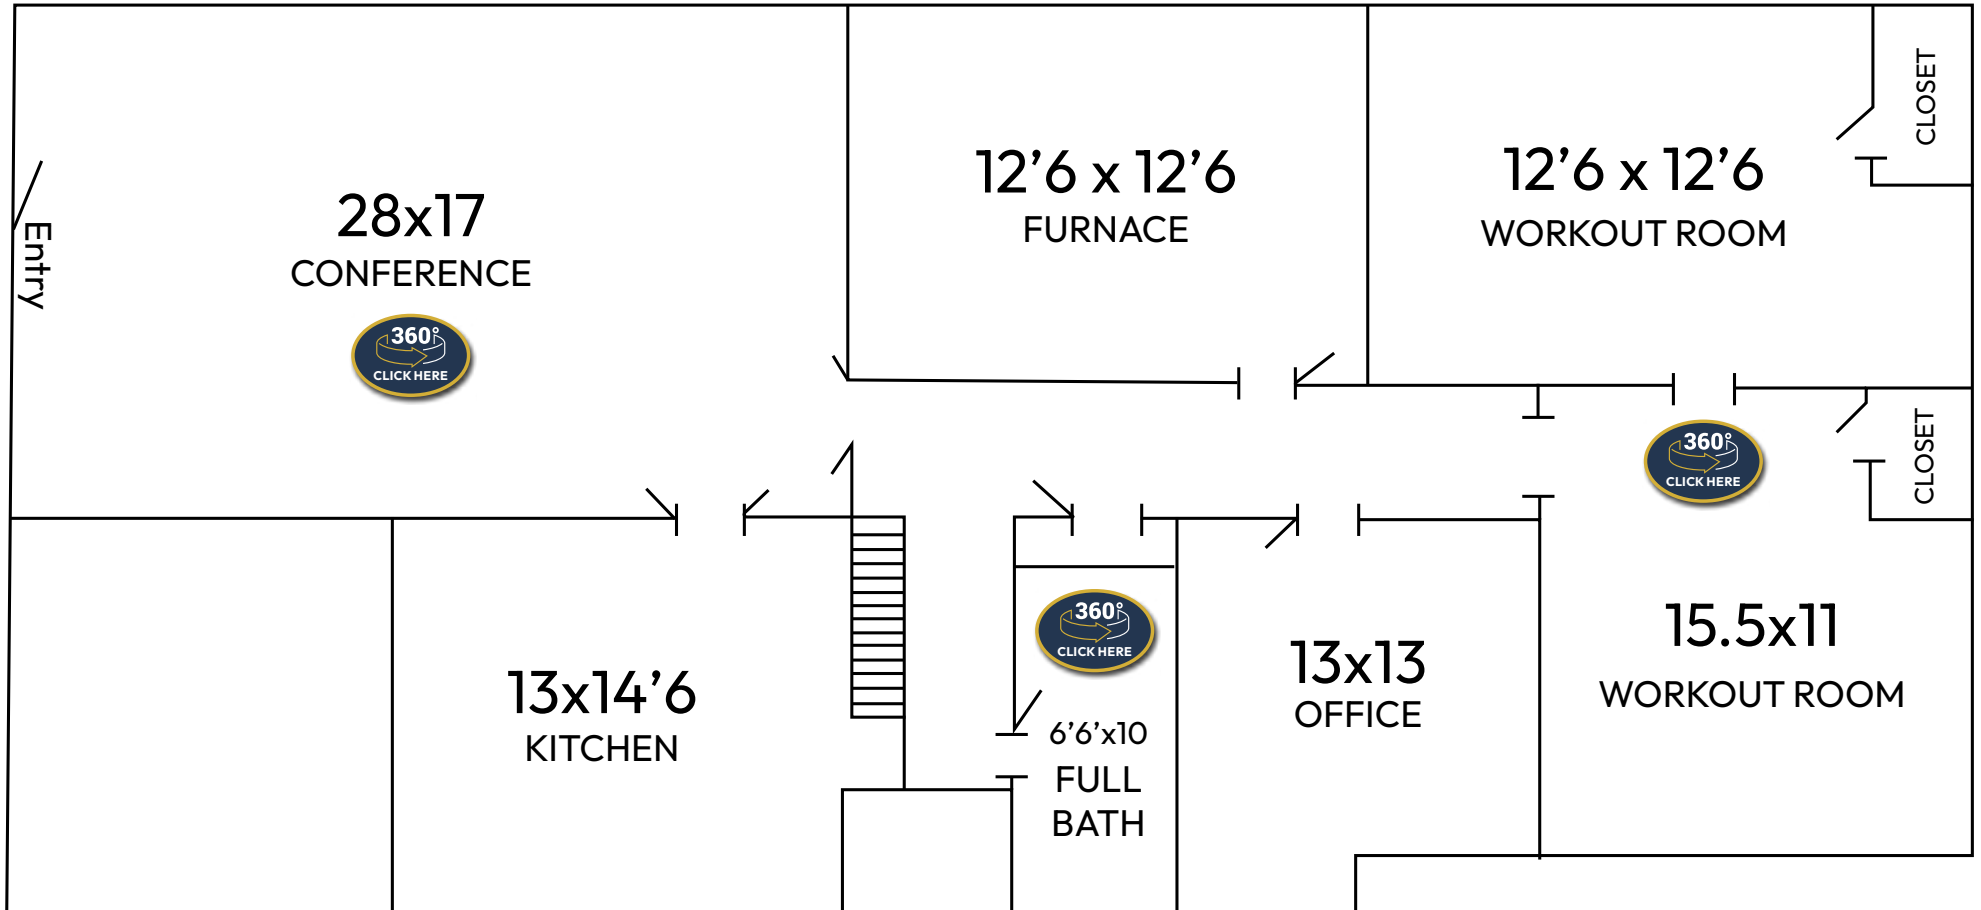 28x17
CONFERENCE
360°
CLICK HERE
Entry
12’6 x 12’6
FURNACE
12’6 x 12’6
WORKOUT ROOM
CLOSET
CLOSET
360°
CLICK HERE
13x14’6
KITCHEN
360°
CLICK HERE
6’6’x10
FULL
BATH
13x13
OFFICE
15.5x11
WORKOUT ROOM